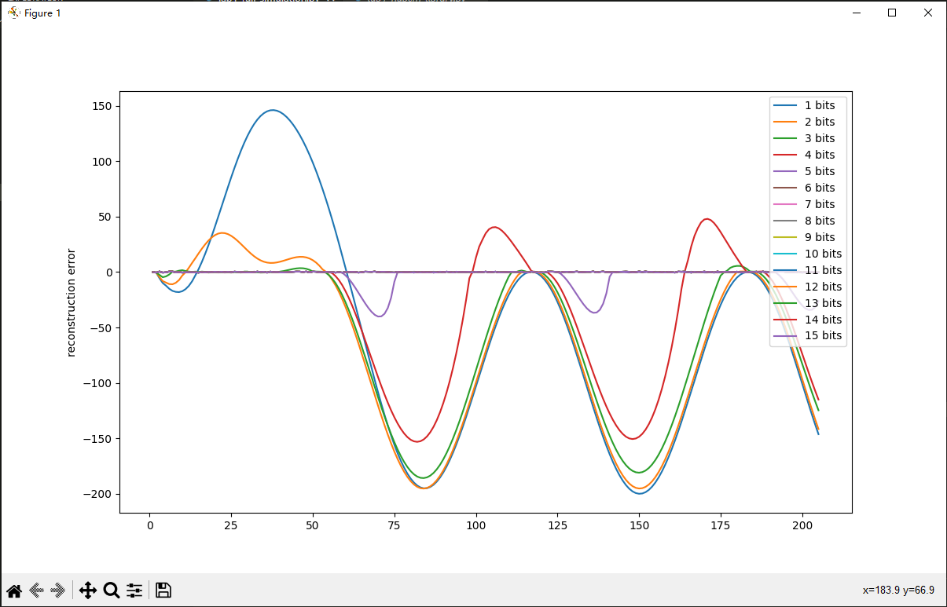 Figure 1
150
100
50
0
−50
−100
−150
−200
reconstruction error
0 25 50 75 100 125 150 175 200
1 bits
2 bits
3 bits
4 bits
5 bits
6 bits
7 bits
8 bits
9 bits
10 bits
11 bits
12 bits
13 bits
14 bits
15 bits
x=183.9 y=66.9